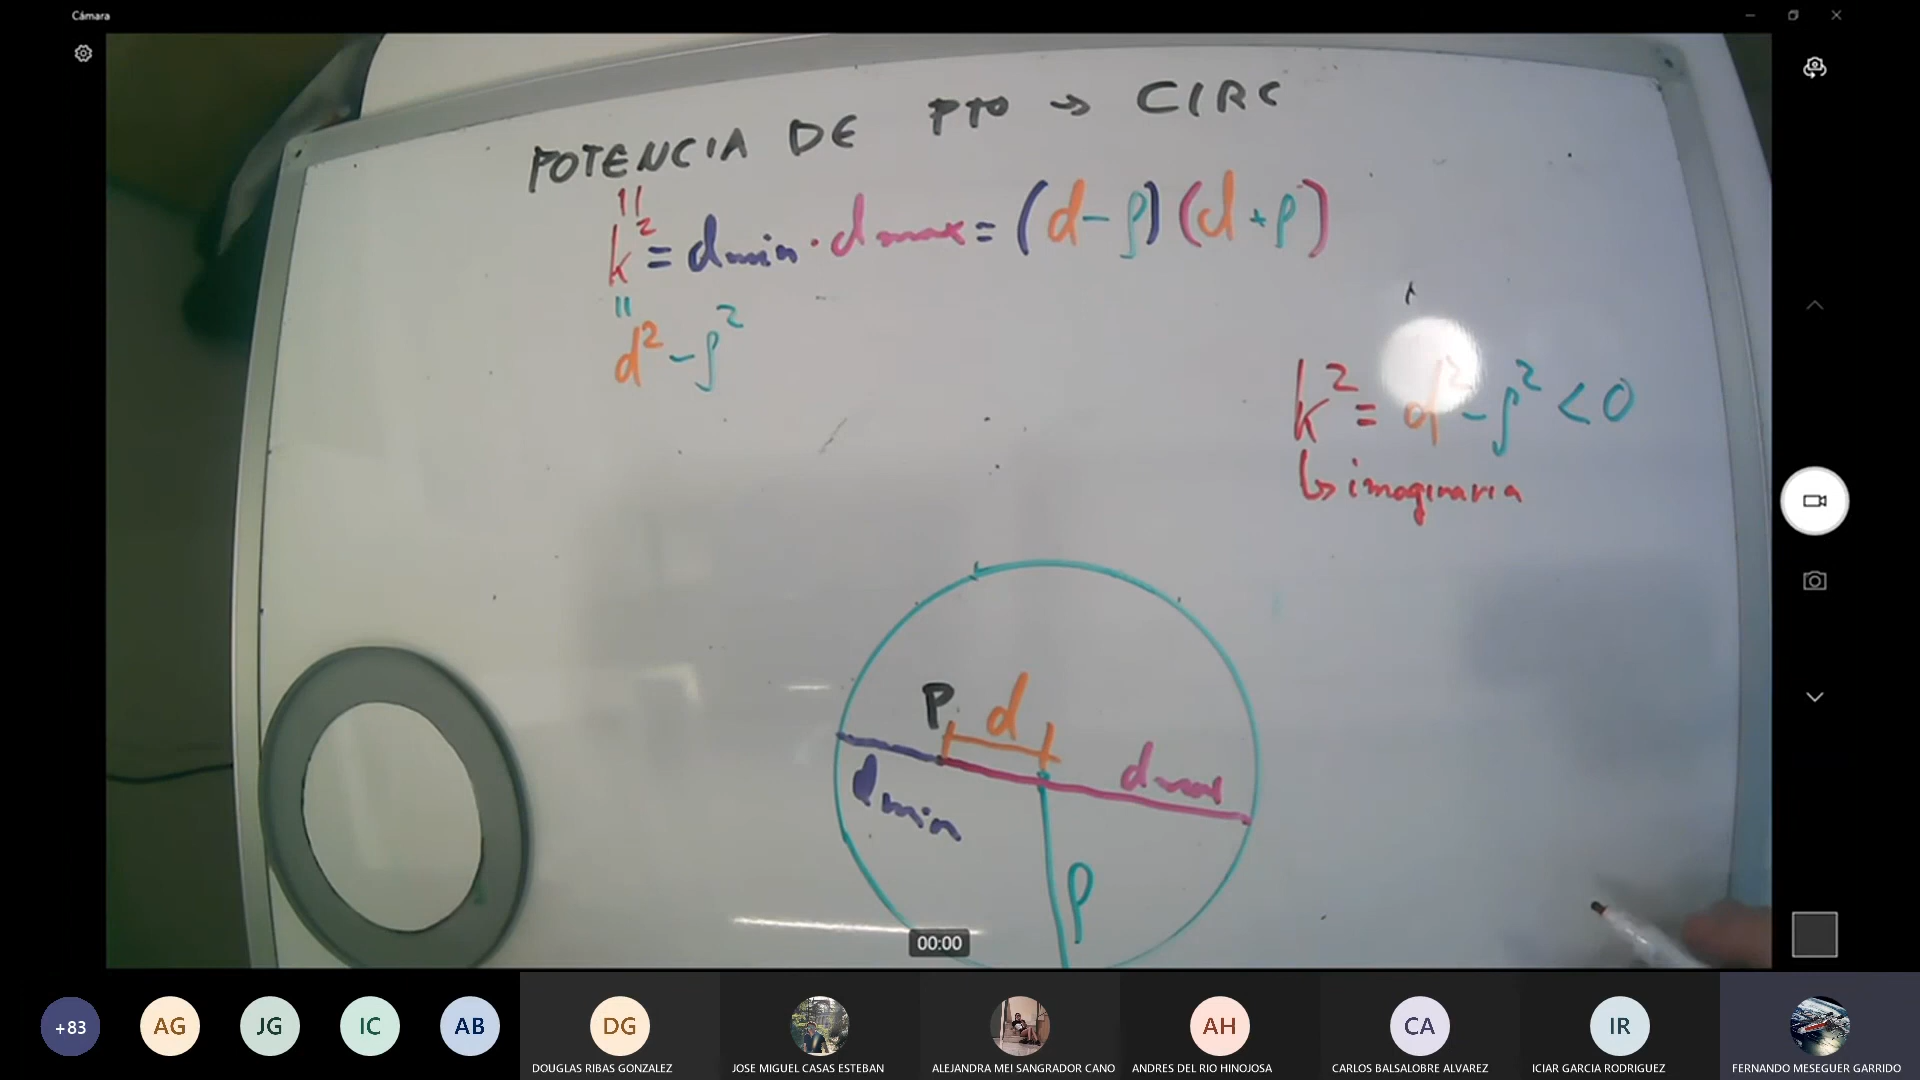 Cámara
POTENCIA DE PTO → CIRC
||
k² = dmin · dmax = (d-ρ)(d+ρ)
||
d² - ρ²
k² = d² - ρ² < 0
↳ imaginaria
P d
dmin dmax
ρ
00:00
+83 AG JG IC AB DG AH CA IR
DOUGLAS RIBAS GONZALEZ JOSE MIGUEL CASAS ESTEBAN ALEJANDRA MEI SANGRADOR CANO ANDRES DEL RIO HINOJOSA CARLOS BALSALOBRE ALVAREZ ICIAR GARCIA RODRIGUEZ FERNANDO MESEGUER GARRIDO